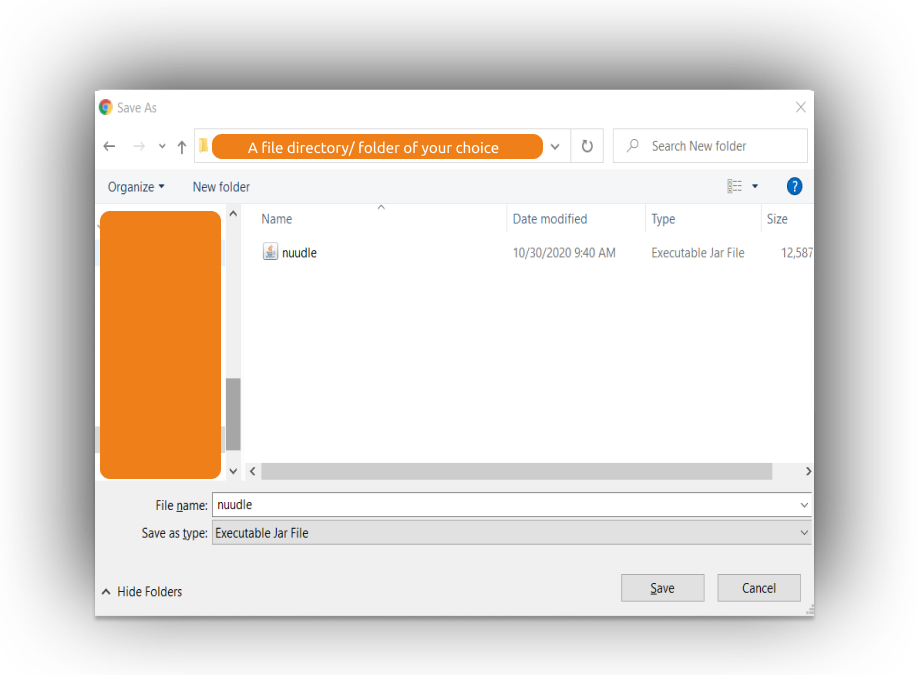 Save As
A file directory/ folder of your choice
Search New folder
Organize
New folder
?
Name
Date modified
Type
Size
nuudle
10/30/2020 9:40 AM
Executable Jar File
12,587
File name:
nuudle
Save as type:
Executable Jar File
Hide Folders
Save
Cancel